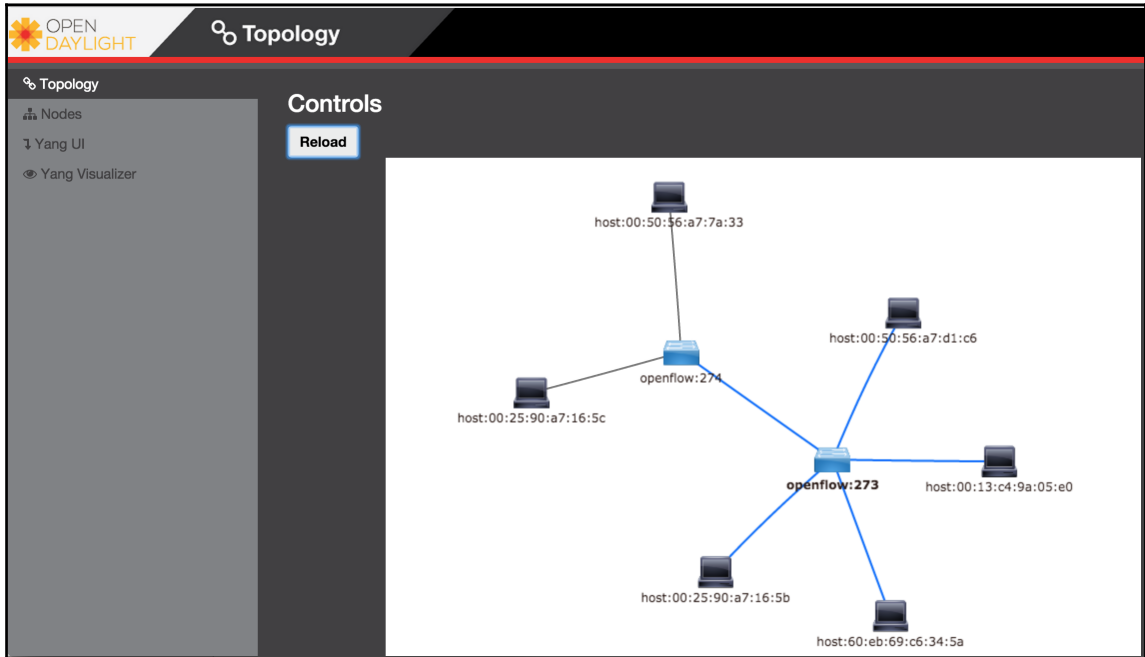 OPEN
DAYLIGHT
Topology
Topology
Nodes
Yang UI
Yang Visualizer
Controls
Reload
host:00:50:56:a7:7a:33
host:00:50:56:a7:d1:c6
openflow:274
host:00:25:90:a7:16:5c
openflow:273
host:00:13:c4:9a:05:e0
host:00:25:90:a7:16:5b
host:60:eb:69:c6:34:5a